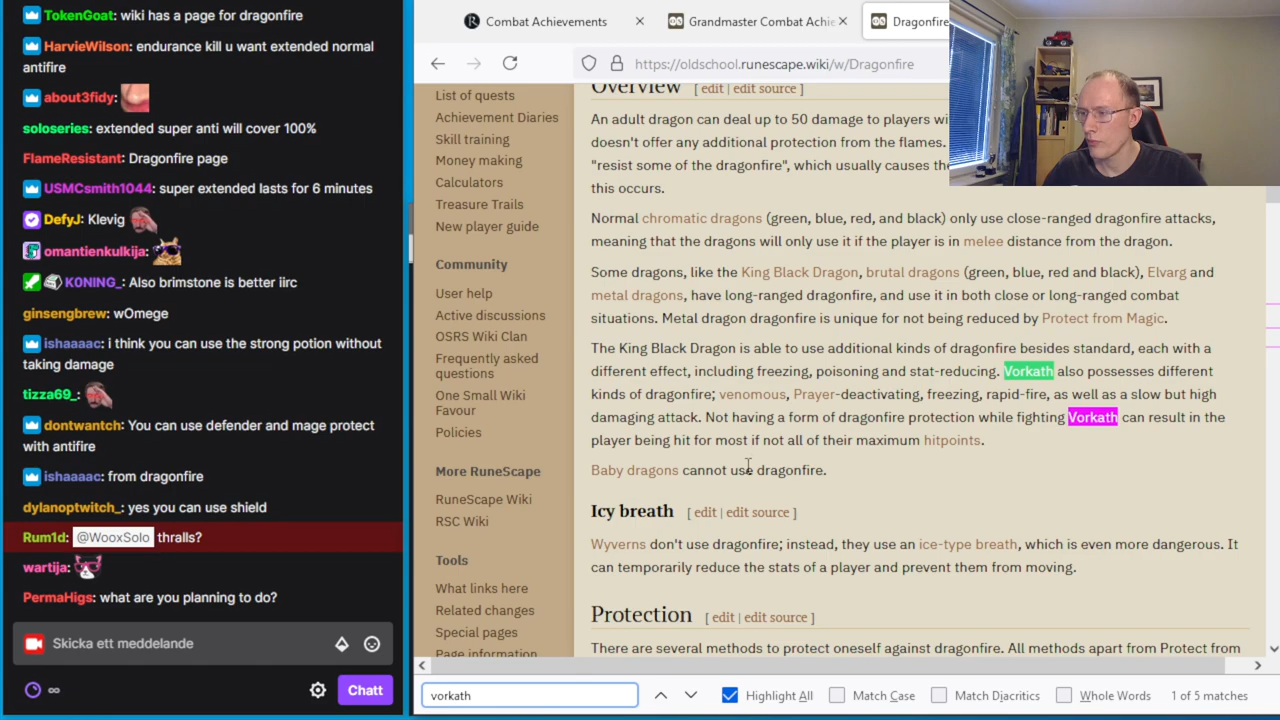 TokenGoat: wiki has a page for dragonfire
HarvieWilson: endurance kill u want extended normal
antifire
about3fidy:
soloseries: extended super anti will cover 100%
FlameResistant: Dragonfire page
USMCsmith1044: super extended lasts for 6 minutes
DefyJ: Klevig
omantienkulkija:
K0NING_: Also brimstone is better iirc
ginsengbrew: wOmege
ishaaaac: i think you can use the strong potion without
taking damage
tizza69_:
dontwantch: You can use defender and mage protect
with antifire
ishaaaac: from dragonfire
dylanoptwitch_: yes you can use shield
Rum1d: @WooxSolo thralls?
wartija:
PermaHigs: what are you planning to do?
Skicka ett meddelande
∞
Chatt
Combat Achievements
Grandmaster Combat Achie
Dragonfire
https://oldschool.runescape.wiki/w/Dragonfire
List of quests
Achievement Diaries
Skill training
Money making
Calculators
Treasure Trails
New player guide
Community
User help
Active discussions
OSRS Wiki Clan
Frequently asked
questions
One Small Wiki
Favour
Policies
More RuneScape
RuneScape Wiki
RSC Wiki
Tools
What links here
Related changes
Special pages
Page information
Overview [ edit | edit source ]
An adult dragon can deal up to 50 damage to players wi
doesn't offer any additional protection from the flames.
"resist some of the dragonfire", which usually causes the
this occurs.
Normal chromatic dragons (green, blue, red, and black) only use close-ranged dragonfire attacks,
meaning that the dragons will only use it if the player is in melee distance from the dragon.
Some dragons, like the King Black Dragon, brutal dragons (green, blue, red and black), Elvarg and
metal dragons, have long-ranged dragonfire, and use it in both close or long-ranged combat
situations. Metal dragon dragonfire is unique for not being reduced by Protect from Magic.
The King Black Dragon is able to use additional kinds of dragonfire besides standard, each with a
different effect, including freezing, poisoning and stat-reducing. Vorkath also possesses different
kinds of dragonfire; venomous, Prayer-deactivating, freezing, rapid-fire, as well as a slow but high
damaging attack. Not having a form of dragonfire protection while fighting Vorkath can result in the
player being hit for most if not all of their maximum hitpoints.
Baby dragons cannot use dragonfire.
Icy breath [ edit | edit source ]
Wyverns don't use dragonfire; instead, they use an ice-type breath, which is even more dangerous. It
can temporarily reduce the stats of a player and prevent them from moving.
Protection [ edit | edit source ]
There are several methods to protect oneself against dragonfire. All methods apart from Protect from
vorkath
Highlight All
Match Case
Match Diacritics
Whole Words
1 of 5 matches